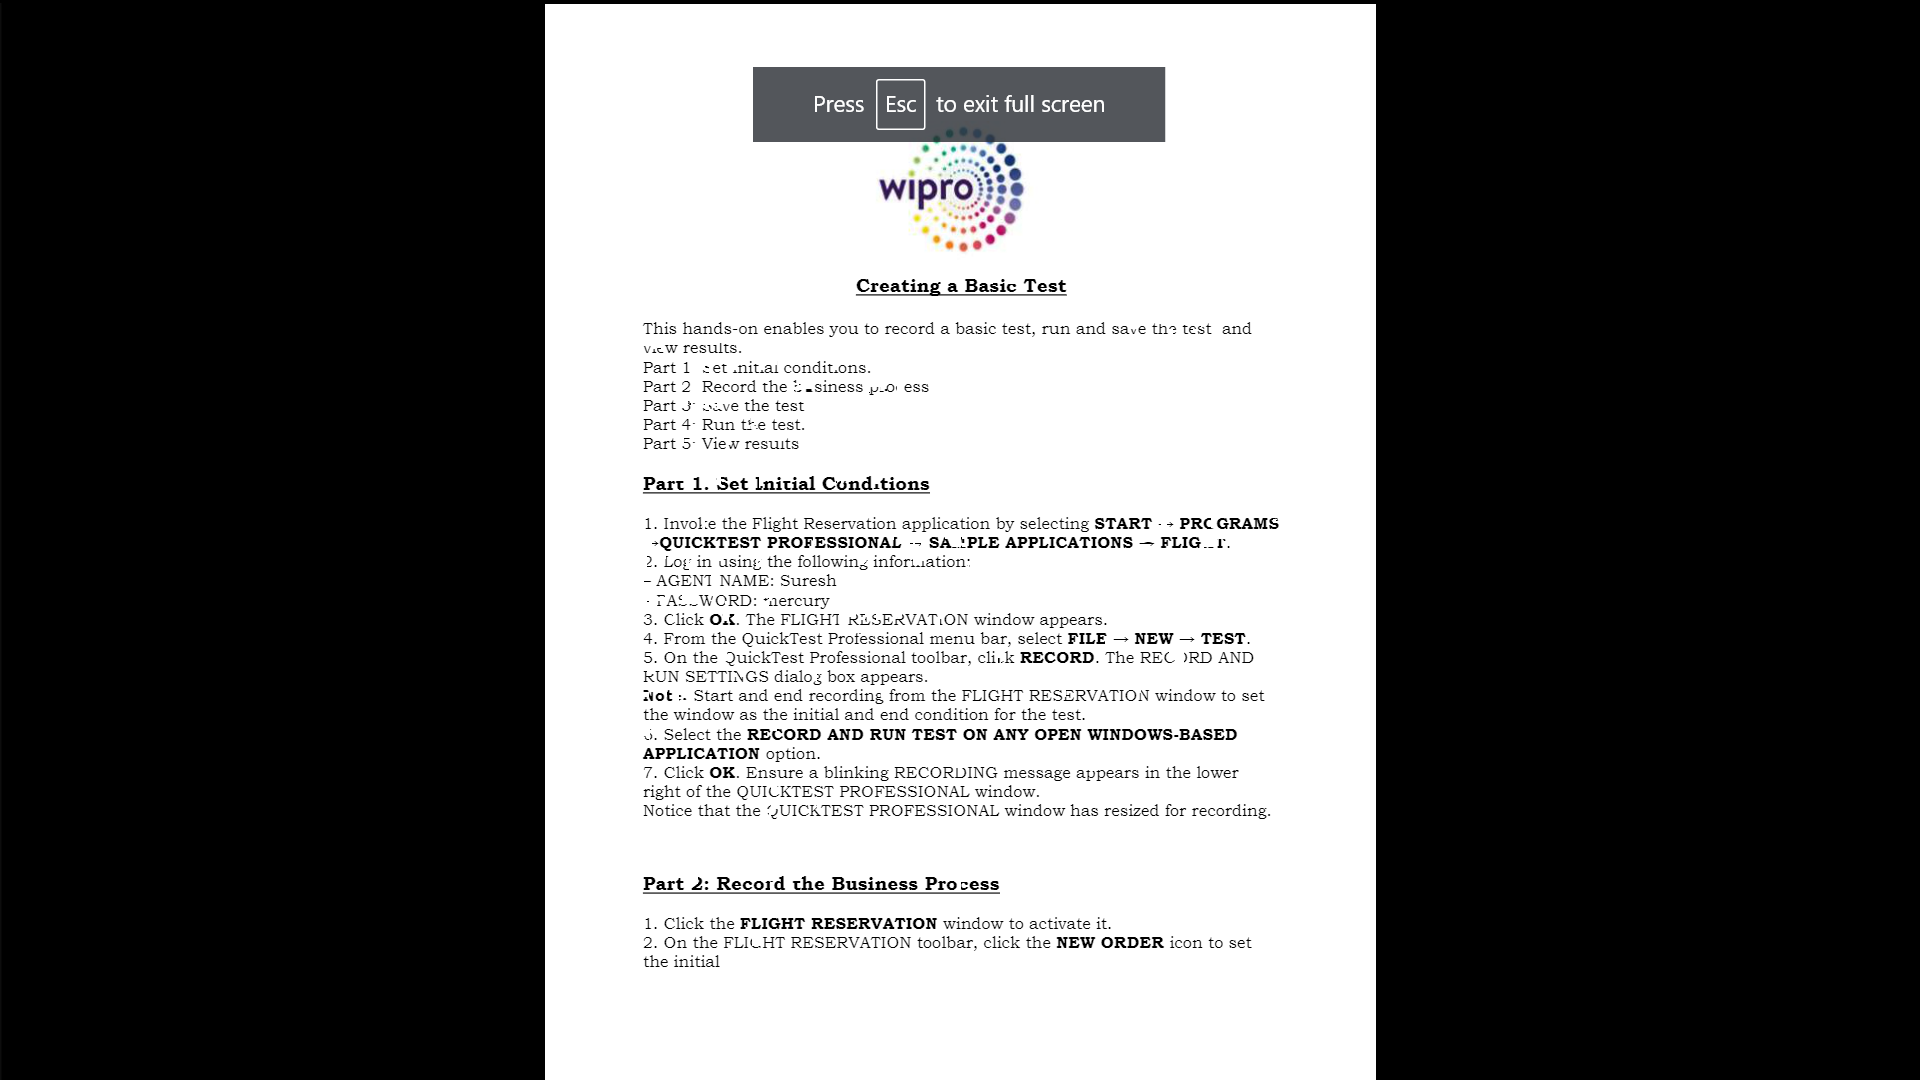 Press Esc to exit full screen
wipro
Creating a Basic Test
This hands-on enables you to record a basic test, run and save the test and
view results.
Part 1 Set initial conditions.
Part 2 Record the business process
Part 3: Save the test
Part 4: Run the test.
Part 5: View results
Part 1. Set Initial Conditions
1. Invoke the Flight Reservation application by selecting START → PROGRAMS
→QUICKTEST PROFESSIONAL → SAMPLE APPLICATIONS → FLIGHT.
2. Log in using the following information:
– AGENT NAME: Suresh
- PASSWORD: mercury
3. Click OK. The FLIGHT RESERVATION window appears.
4. From the QuickTest Professional menu bar, select FILE → NEW → TEST.
5. On the QuickTest Professional toolbar, click RECORD. The RECORD AND
RUN SETTINGS dialog box appears.
Note: Start and end recording from the FLIGHT RESERVATION window to set
the window as the initial and end condition for the test.
6. Select the RECORD AND RUN TEST ON ANY OPEN WINDOWS-BASED
APPLICATION option.
7. Click OK. Ensure a blinking RECORDING message appears in the lower
right of the QUICKTEST PROFESSIONAL window.
Notice that the QUICKTEST PROFESSIONAL window has resized for recording.
Part 2: Record the Business Process
1. Click the FLIGHT RESERVATION window to activate it.
2. On the FLIGHT RESERVATION toolbar, click the NEW ORDER icon to set
the initial